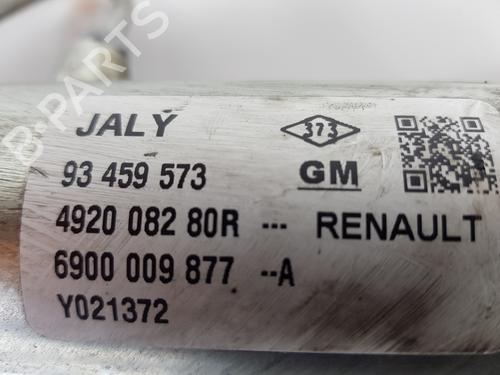 JALY
373
93 459 573
GM
4920 082 80R --- RENAULT
6900 009 877 --A
Y021372
B-PARTS